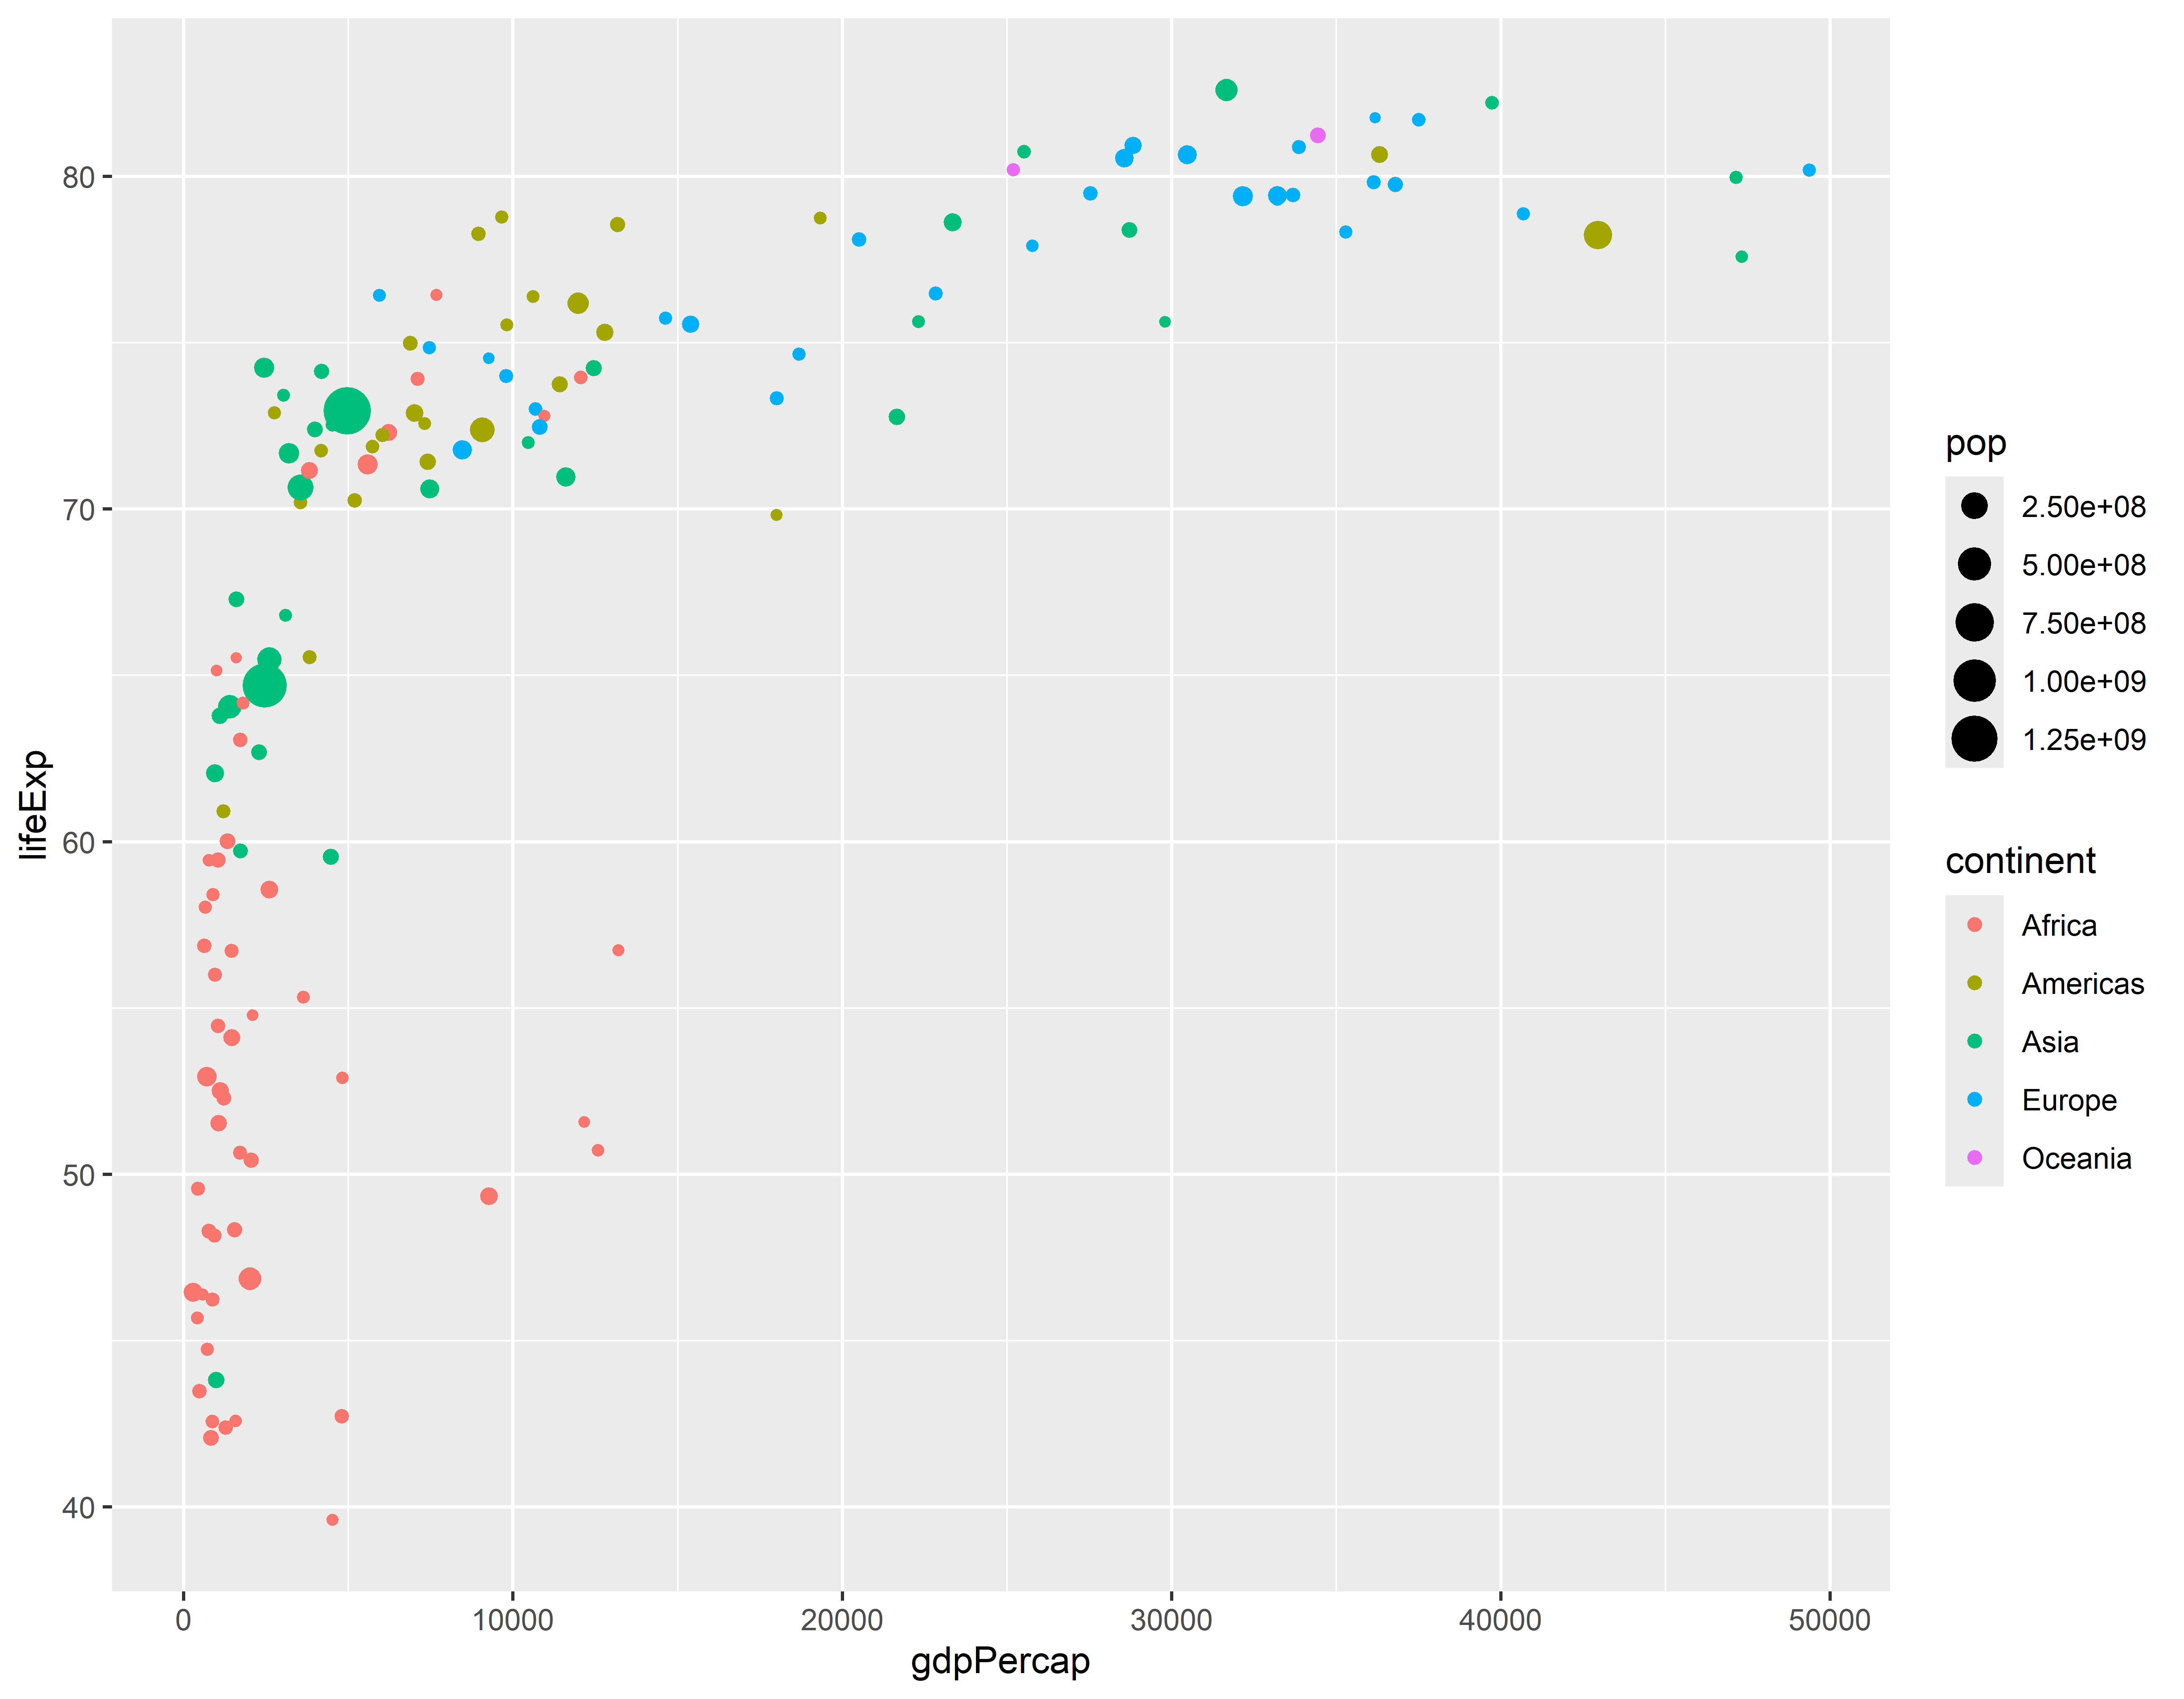 lifeExp
80
70
60
50
40
0 10000 20000 30000 40000 50000
gdpPercap
pop
2.50e+08
5.00e+08
7.50e+08
1.00e+09
1.25e+09
continent
Africa
Americas
Asia
Europe
Oceania